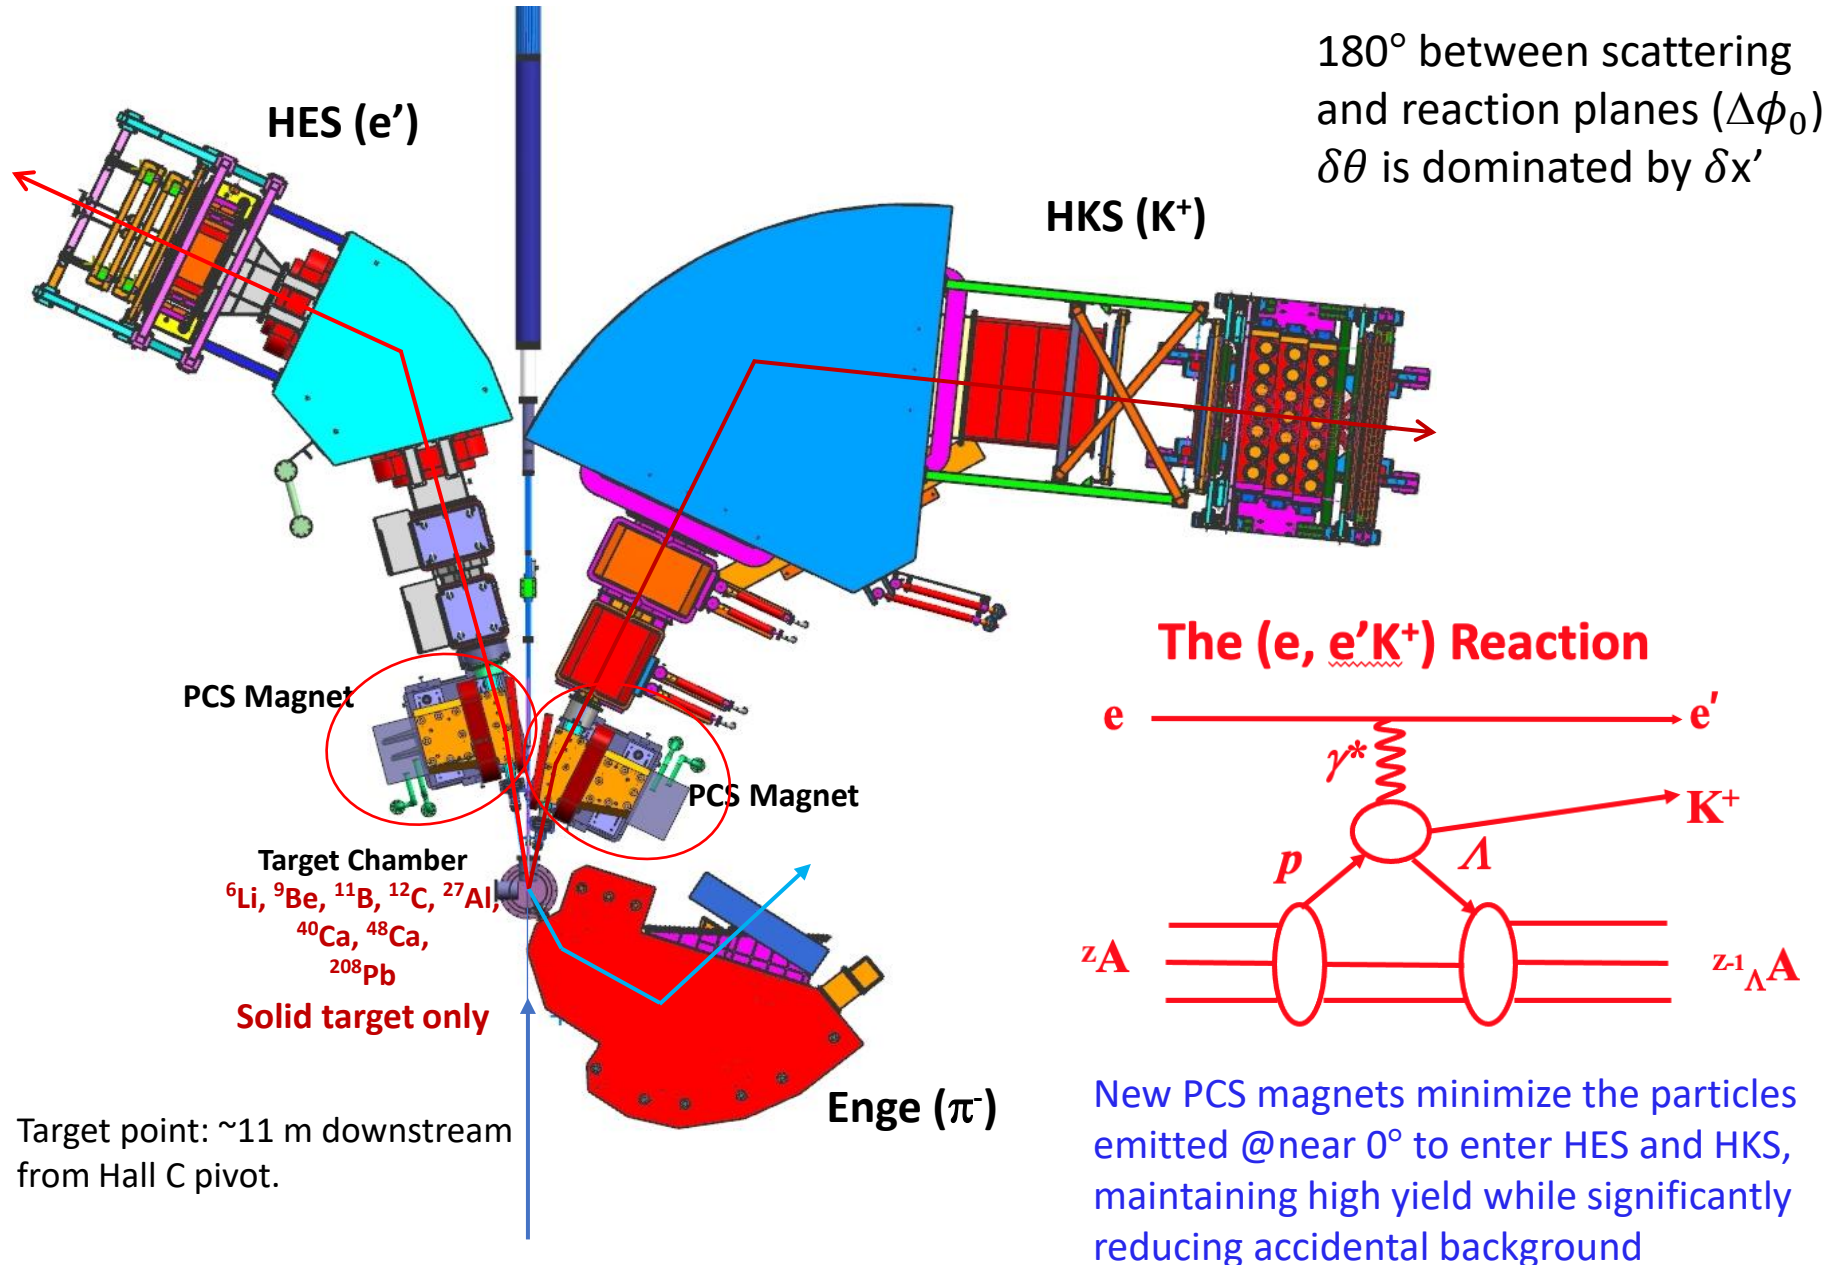 180° between scattering
and reaction planes (Δϕ₀)
δθ is dominated by δx’
HES (e’)
HKS (K⁺)
PCS Magnet
PCS Magnet
Target Chamber
⁶Li, ⁹Be, ¹¹B, ¹²C, ²⁷Al,
⁴⁰Ca, ⁴⁸Ca,
²⁰⁸Pb
Solid target only
Enge (π⁻)
Target point: ~11 m downstream
from Hall C pivot.
The (e, e’K⁺) Reaction
e
e′
γ*
K⁺
p
Λ
ᶻA
ᶻ⁻¹ΛA
New PCS magnets minimize the particles
emitted @near 0° to enter HES and HKS,
maintaining high yield while significantly
reducing accidental background